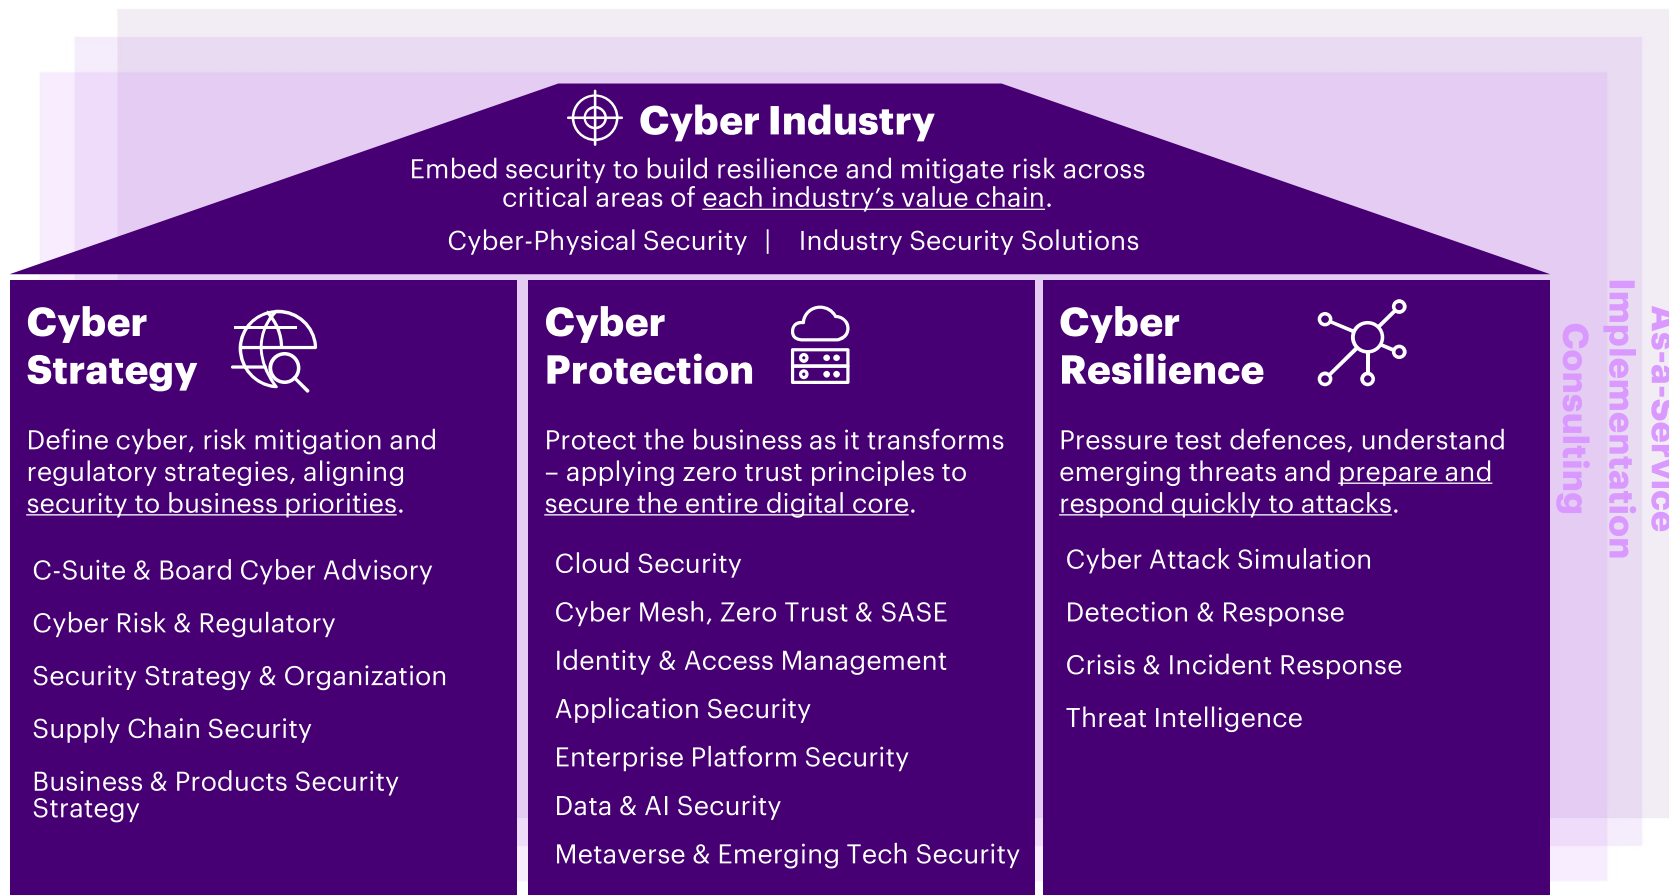 Cyber Industry
Embed security to build resilience and mitigate risk across
critical areas of each industry’s value chain.
Cyber-Physical Security | Industry Security Solutions
Cyber
Strategy
Define cyber, risk mitigation and
regulatory strategies, aligning
security to business priorities.
C-Suite & Board Cyber Advisory
Cyber Risk & Regulatory
Security Strategy & Organization
Supply Chain Security
Business & Products Security
Strategy
Cyber
Protection
Protect the business as it transforms
– applying zero trust principles to
secure the entire digital core.
Cloud Security
Cyber Mesh, Zero Trust & SASE
Identity & Access Management
Application Security
Enterprise Platform Security
Data & AI Security
Metaverse & Emerging Tech Security
Cyber
Resilience
Pressure test defences, understand
emerging threats and prepare and
respond quickly to attacks.
Cyber Attack Simulation
Detection & Response
Crisis & Incident Response
Threat Intelligence
Consulting
Implementation
As-a-Service